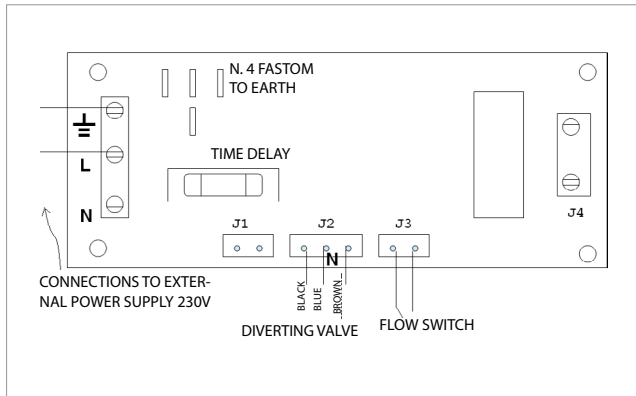 N. 4 FASTOM
TO EARTH
TIME DELAY
L
N
J1
J2
J3
J4
N
BLACK
BLUE
BROWN
CONNECTIONS TO EXTER-
NAL POWER SUPPLY 230V
DIVERTING VALVE
FLOW SWITCH